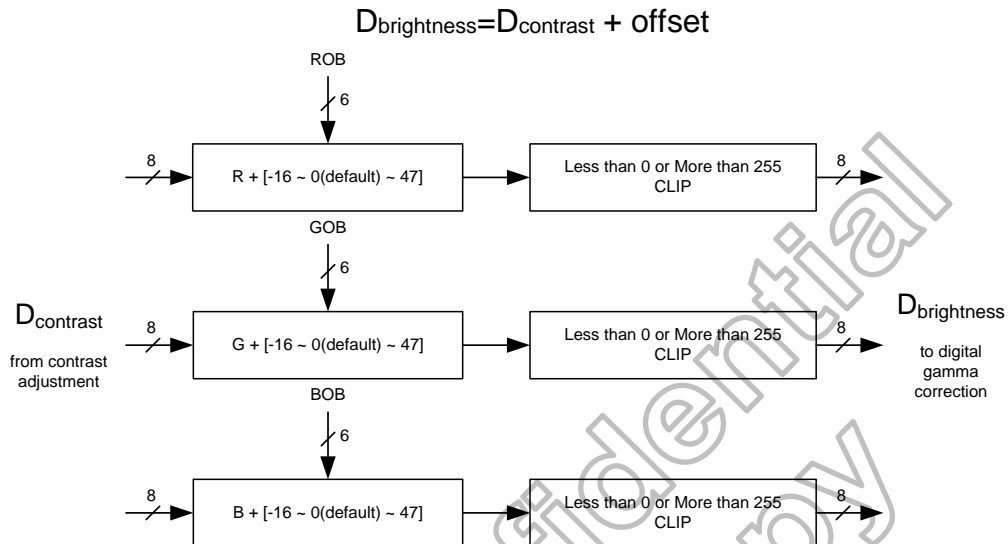 Dbrightness=Dcontrast + offset
ROB
6
8
R + [-16 ~ 0(default) ~ 47]
Less than 0 or More than 255
CLIP
8
GOB
6
Dcontrast
from contrast
adjustment
8
G + [-16 ~ 0(default) ~ 47]
Less than 0 or More than 255
CLIP
8
Dbrightness
to digital
gamma
correction
BOB
6
8
B + [-16 ~ 0(default) ~ 47]
Less than 0 or More than 255
CLIP
8